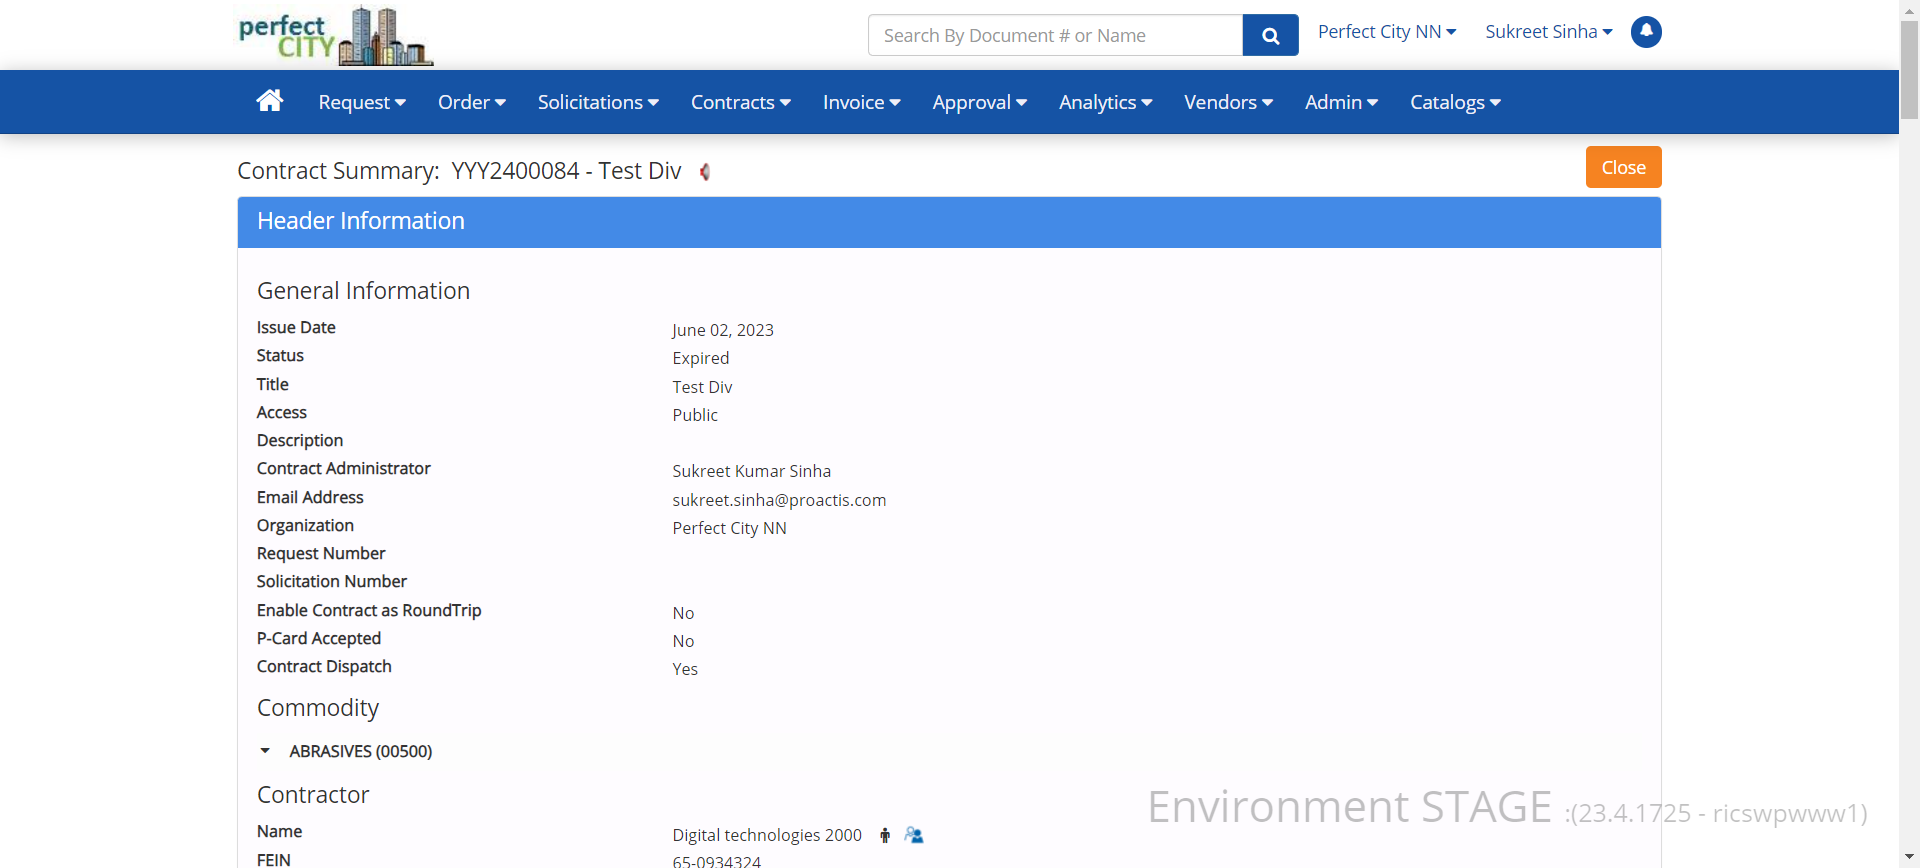 perfect
CITY
Search By Document # or Name
Perfect City NN
Sukreet Sinha
Request
Order
Solicitations
Contracts
Invoice
Approval
Analytics
Vendors
Admin
Catalogs
Contract Summary: YYY2400084 - Test Div
Close
Header Information
General Information
Issue Date June 02, 2023
Status Expired
Title Test Div
Access Public
Description
Contract Administrator Sukreet Kumar Sinha
Email Address sukreet.sinha@proactis.com
Organization Perfect City NN
Request Number
Solicitation Number
Enable Contract as RoundTrip No
P-Card Accepted No
Contract Dispatch Yes
Commodity
ABRASIVES (00500)
Contractor
Name Digital technologies 2000
FEIN 65-0934324
Environment STAGE :(23.4.1725 - ricswpwww1)